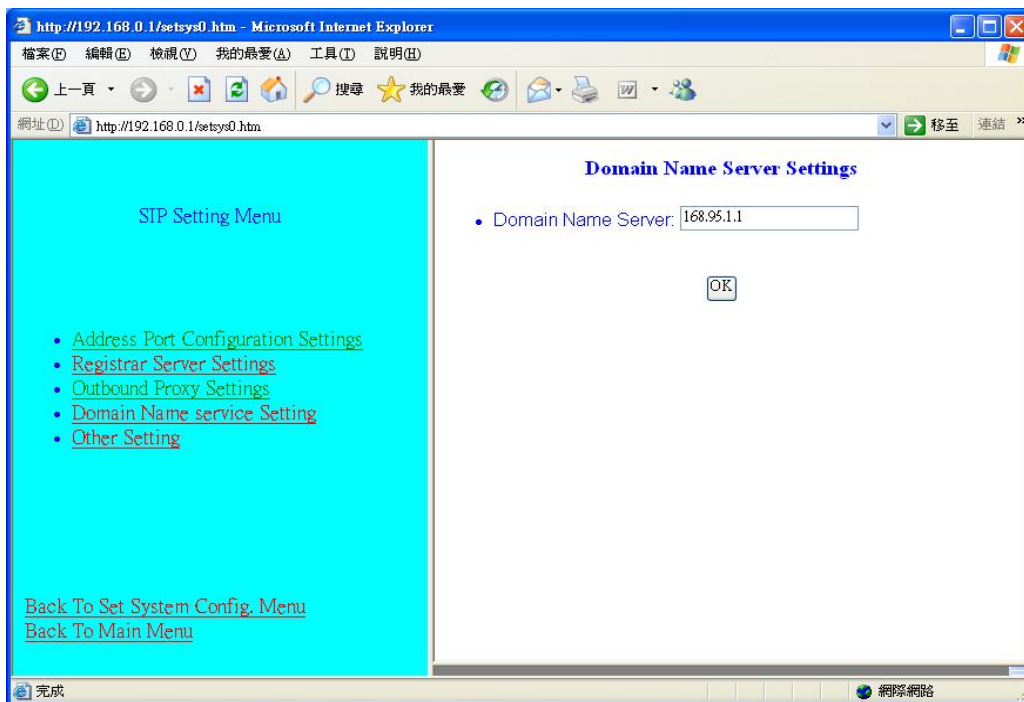 http://192.168.0.1/setsys0.htm - Microsoft Internet Explorer
檔案(F) 編輯(E) 檢視(V) 我的最愛(A) 工具(T) 說明(H)
上一頁 搜尋 我的最愛
網址(D) http://192.168.0.1/setsys0.htm 移至 連結 »
SIP Setting Menu
Address Port Configuration Settings
Registrar Server Settings
Outbound Proxy Settings
Domain Name service Setting
Other Setting
Back To Set System Config. Menu
Back To Main Menu
Domain Name Server Settings
Domain Name Server: 168.95.1.1
OK
完成 網際網路